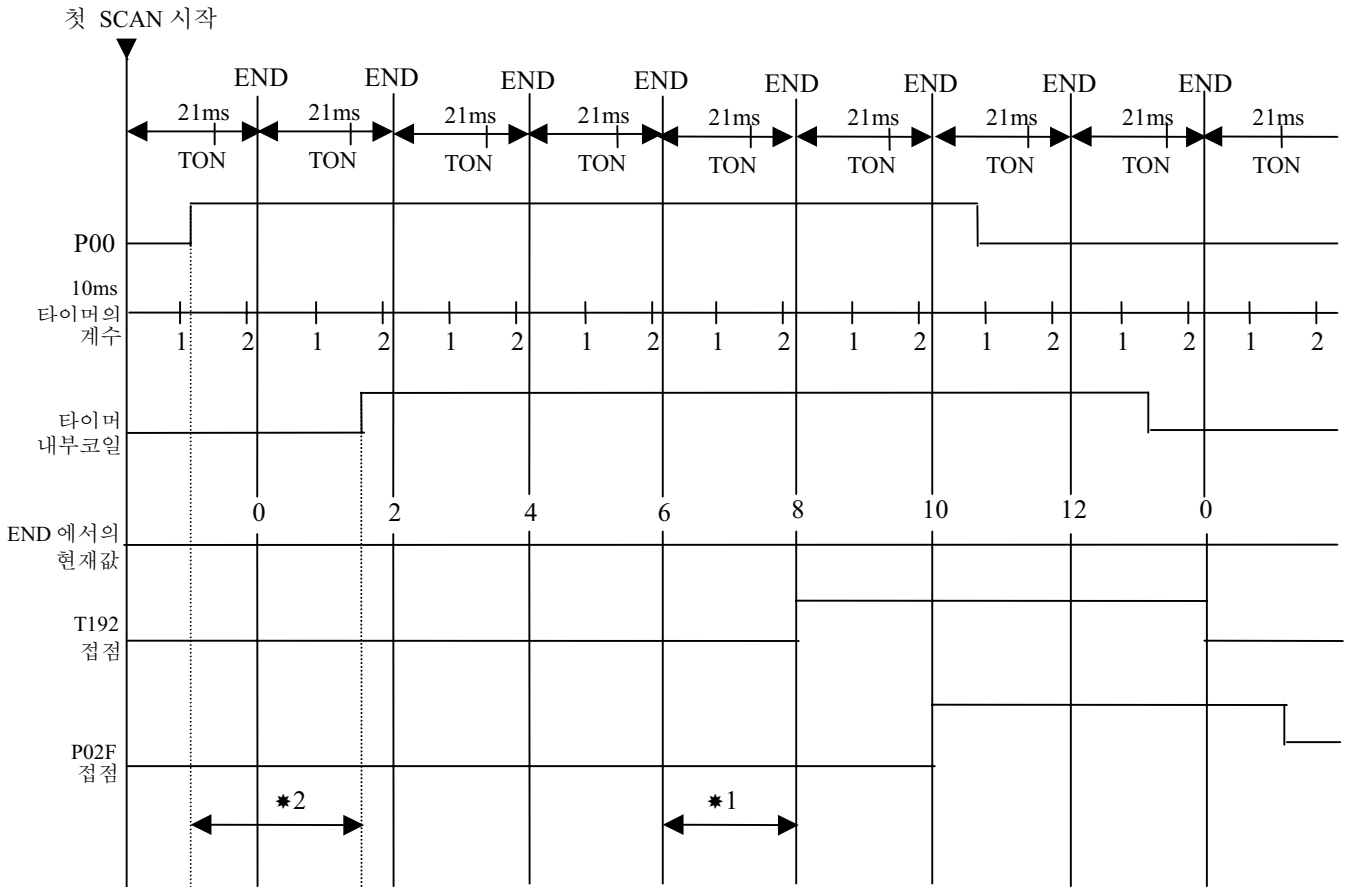 첫 SCAN 시작
END END END END END END END END
21ms 21ms 21ms 21ms 21ms 21ms 21ms 21ms 21ms
TON TON TON TON TON TON TON TON TON
P00
10ms
타이머의
계수
1 2 1 2 1 2 1 2 1 2 1 2 1 2 1 2 1 2
타이머
내부코일
0 2 4 6 8 10 12 0
END 에서의
현재값
T192
접점
P02F
접점
✸2 ✸1